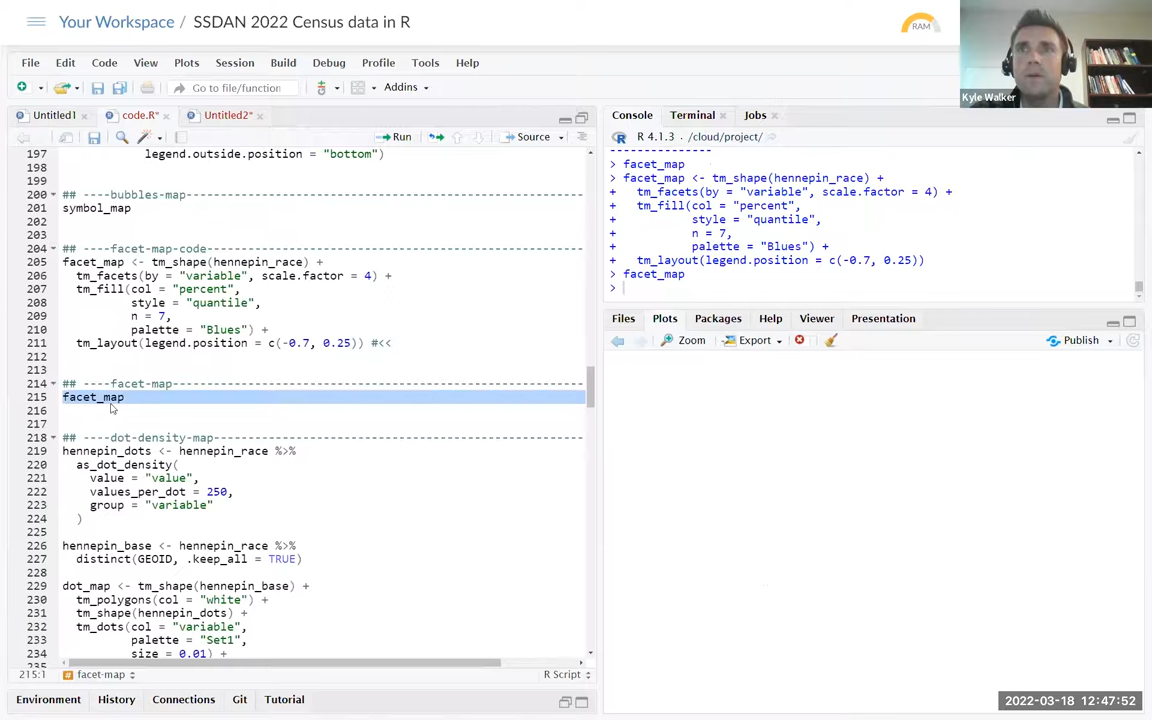 Your Workspace / SSDAN 2022 Census data in R
RAM
Kyle Walker
File Edit Code View Plots Session Build Debug Profile Tools Help
Go to file/function Addins
Untitled1 code.R* Untitled2*
Run Source
197 legend.outside.position = "bottom")
198
199
200 ## ----bubbles-map----------------------------------------------------------
201 symbol_map
202
203
204 ## ----facet-map-code-------------------------------------------------------
205 facet_map <- tm_shape(hennepin_race) +
206 tm_facets(by = "variable", scale.factor = 4) +
207 tm_fill(col = "percent",
208 style = "quantile",
209 n = 7,
210 palette = "Blues") +
211 tm_layout(legend.position = c(-0.7, 0.25)) #<<
212
213
214 ## ----facet-map------------------------------------------------------------
215 facet_map
216
217
218 ## ----dot-density-map------------------------------------------------------
219 hennepin_dots <- hennepin_race %>%
220 as_dot_density(
221 value = "value",
222 values_per_dot = 250,
223 group = "variable"
224 )
225
226 hennepin_base <- hennepin_race %>%
227 distinct(GEOID, .keep_all = TRUE)
228
229 dot_map <- tm_shape(hennepin_base) +
230 tm_polygons(col = "white") +
231 tm_shape(hennepin_dots) +
232 tm_dots(col = "variable",
233 palette = "Set1",
234 size = 0.01) +
235
215:1 facet-map R Script
Environment History Connections Git Tutorial
Console Terminal Jobs
R 4.1.3 . /cloud/project/
---------------
> facet_map
> facet_map <- tm_shape(hennepin_race) +
+ tm_facets(by = "variable", scale.factor = 4) +
+ tm_fill(col = "percent",
+ style = "quantile",
+ n = 7,
+ palette = "Blues") +
+ tm_layout(legend.position = c(-0.7, 0.25))
> facet_map
>
Files Plots Packages Help Viewer Presentation
Zoom Export Publish
2022-03-18 12:47:52